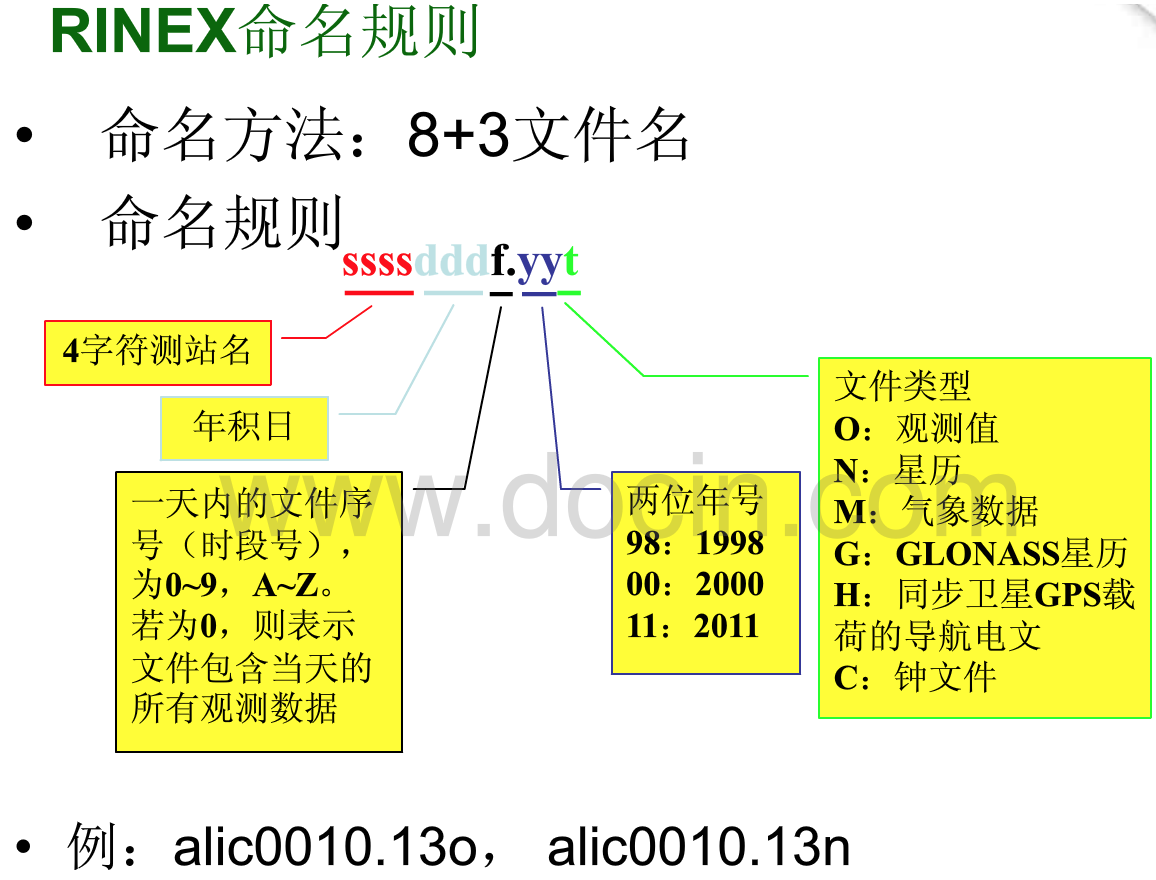 RINEX命名规则
• 命名方法：8+3文件名
• 命名规则
ssssdddf.yyt
4字符测站名
年积日
一天内的文件序
号（时段号），
为0~9，A~Z。
若为0，则表示
文件包含当天的
所有观测数据
两位年号
98：1998
00：2000
11：2011
文件类型
O：观测值
N：星历
M：气象数据
G：GLONASS星历
H：同步卫星GPS载
荷的导航电文
C：钟文件
www.docin.com
• 例：alic0010.13o， alic0010.13n